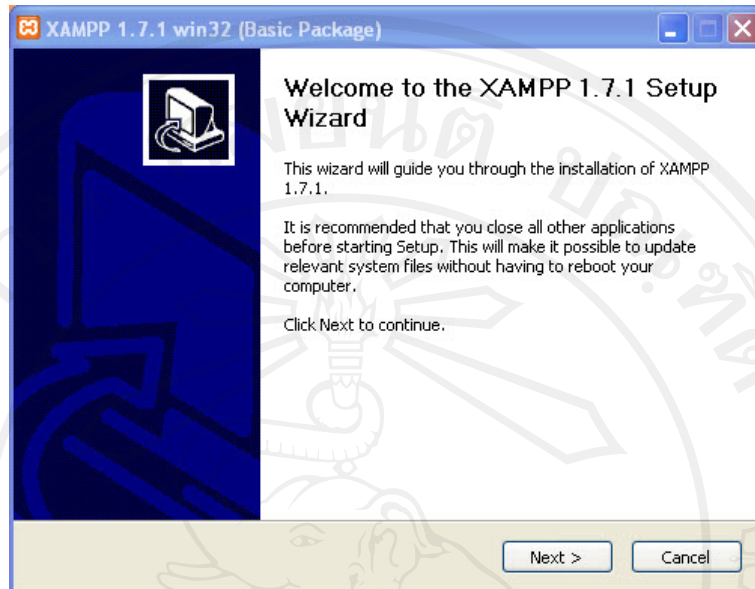 XAMPP 1.7.1 win32 (Basic Package)
Welcome to the XAMPP 1.7.1 Setup
Wizard
This wizard will guide you through the installation of XAMPP
1.7.1.
It is recommended that you close all other applications
before starting Setup. This will make it possible to update
relevant system files without having to reboot your
computer.
Click Next to continue.
Next >
Cancel